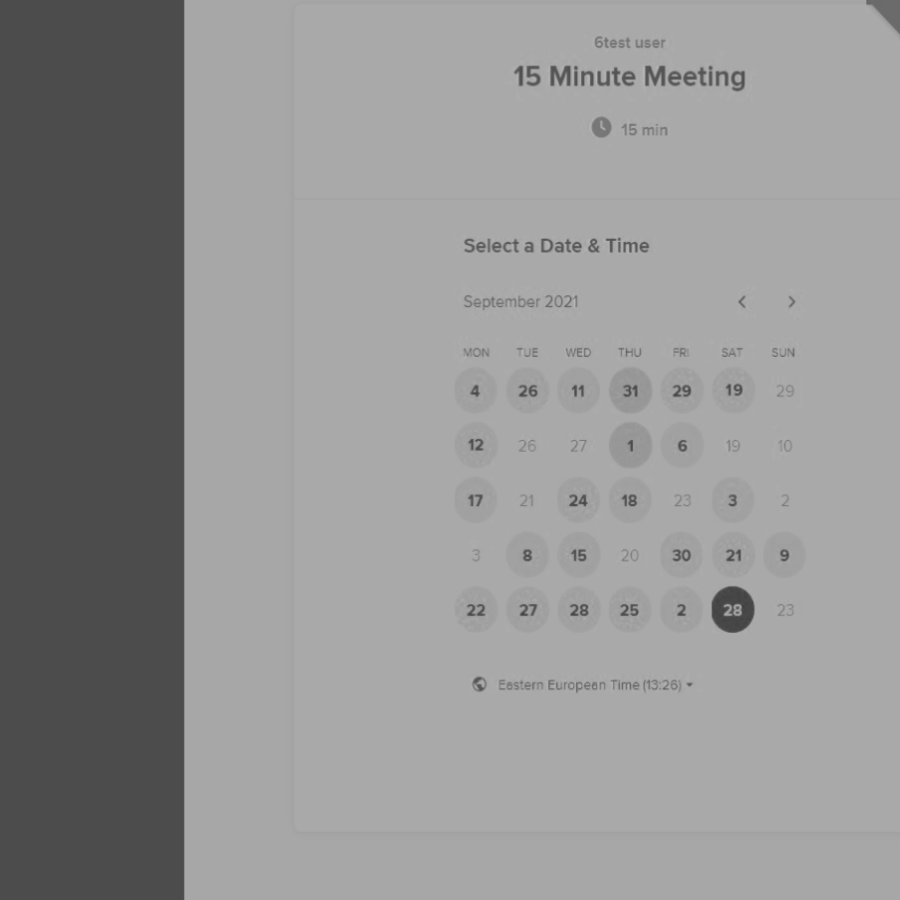 6test user
15 Minute Meeting
15 min
Select a Date & Time
September 2021
MON TUE WED THU FRI SAT SUN
4 26 11 31 29 19 29
12 26 27 1 6 19 10
17 21 24 18 23 3 2
3 8 15 20 30 21 9
22 27 28 25 2 28 23
Eastern European Time (13:26)